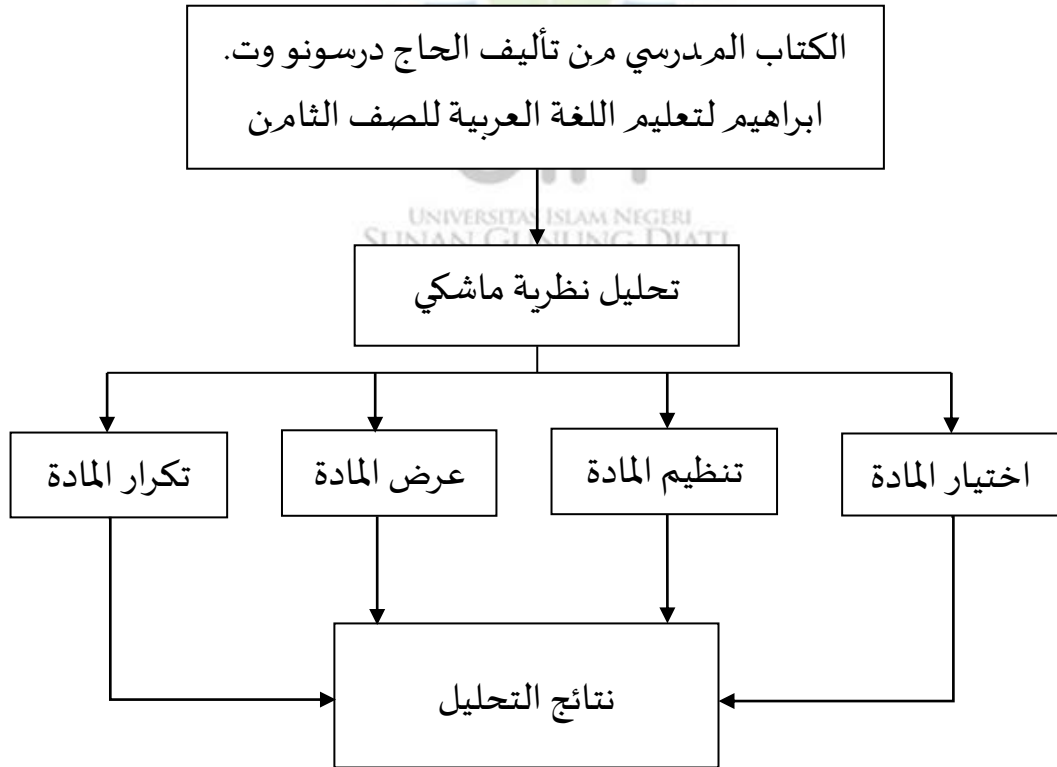 الكتاب المدرسي من تأليف الحاج درسونو وت.
ابراهيم لتعليم اللغة العربية للصف الثامن
UNIVERSITAS ISLAM NEGERI
SUNAN GUNUNG DJATI
تحليل نظرية ماشكي
اختيار المادة
تنظيم المادة
عرض المادة
تكرار المادة
نتائج التحليل